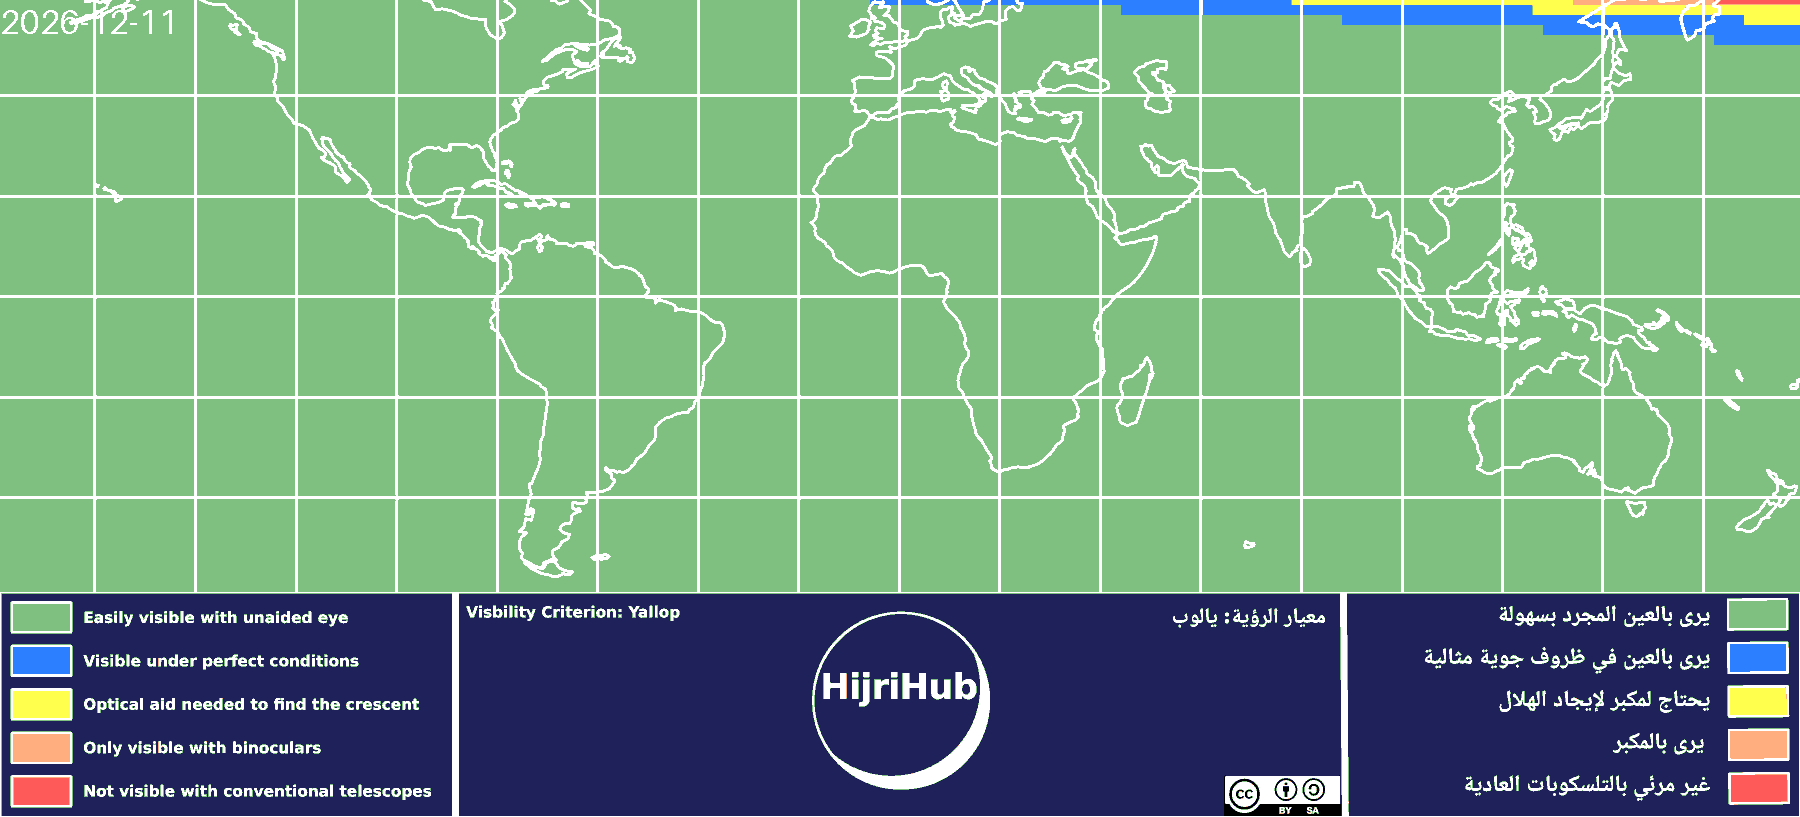 2026-12-11
Easily visible with unaided eye
Visible under perfect conditions
Optical aid needed to find the crescent
Only visible with binoculars
Not visible with conventional telescopes
Visbility Criterion: Yallop
معيار الرؤية: يالوب
HijriHub
cc
BY SA
يرى بالعين المجرد بسهولة
يرى بالعين في ظروف جوية مثالية
يحتاج لمكبر لإيجاد الهلال
يرى بالمكبر
غير مرئي بالتلسكوبات العادية